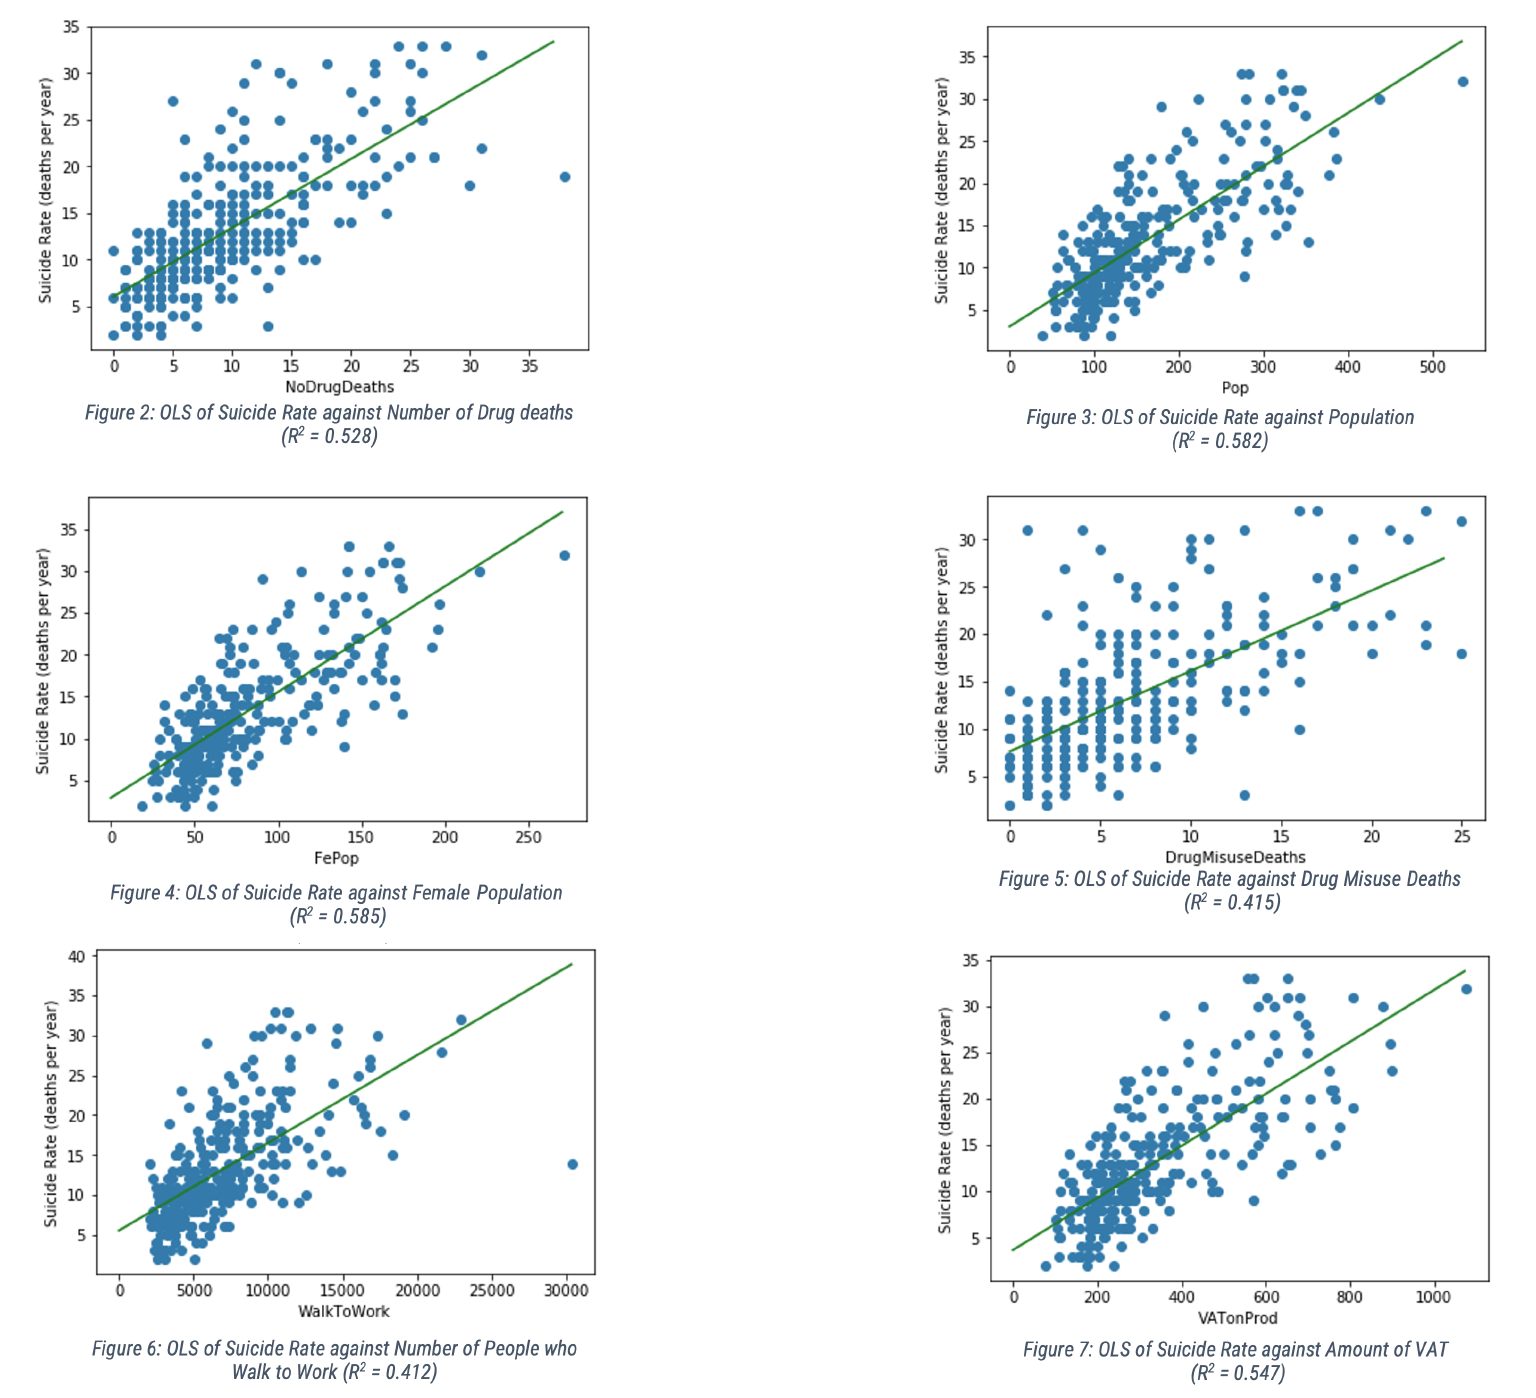 35
30
25
20
15
10
5
Suicide Rate (deaths per year)
0 5 10 15 20 25 30 35
NoDrugDeaths
Figure 2: OLS of Suicide Rate against Number of Drug deaths
(R² = 0.528)
35
30
25
20
15
10
5
Suicide Rate (deaths per year)
0 100 200 300 400 500
Pop
Figure 3: OLS of Suicide Rate against Population
(R² = 0.582)
35
30
25
20
15
10
5
Suicide Rate (deaths per year)
0 50 100 150 200 250
FePop
Figure 4: OLS of Suicide Rate against Female Population
(R² = 0.585)
30
25
20
15
10
5
Suicide Rate (deaths per year)
0 5 10 15 20 25
DrugMisuseDeaths
Figure 5: OLS of Suicide Rate against Drug Misuse Deaths
(R² = 0.415)
40
35
30
25
20
15
10
5
Suicide Rate (deaths per year)
0 5000 10000 15000 20000 25000 30000
WalkToWork
Figure 6: OLS of Suicide Rate against Number of People who
Walk to Work (R² = 0.412)
35
30
25
20
15
10
5
Suicide Rate (deaths per year)
0 200 400 600 800 1000
VATonProd
Figure 7: OLS of Suicide Rate against Amount of VAT
(R² = 0.547)